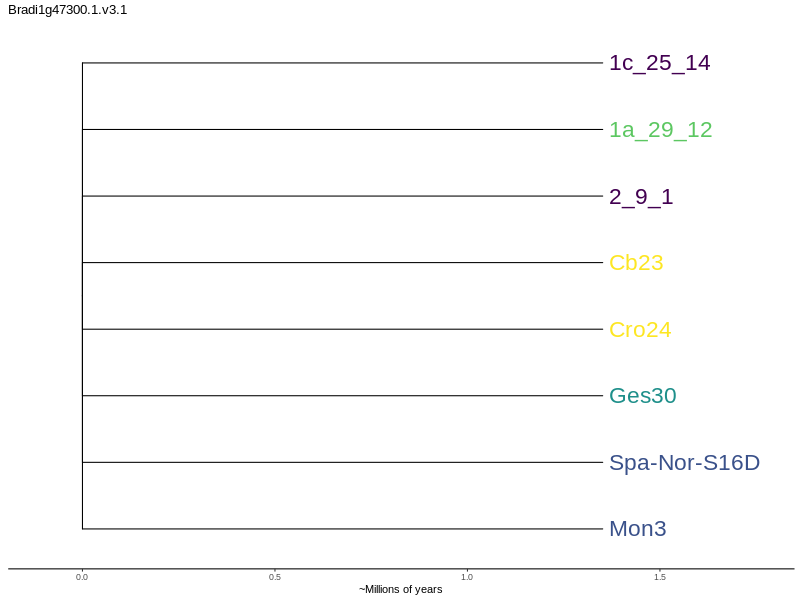 Bradi1g47300.1.v3.1
1c_25_14
1a_29_12
2_9_1
Cb23
Cro24
Ges30
Spa-Nor-S16D
Mon3
0.0 0.5 1.0 1.5
~Millions of years